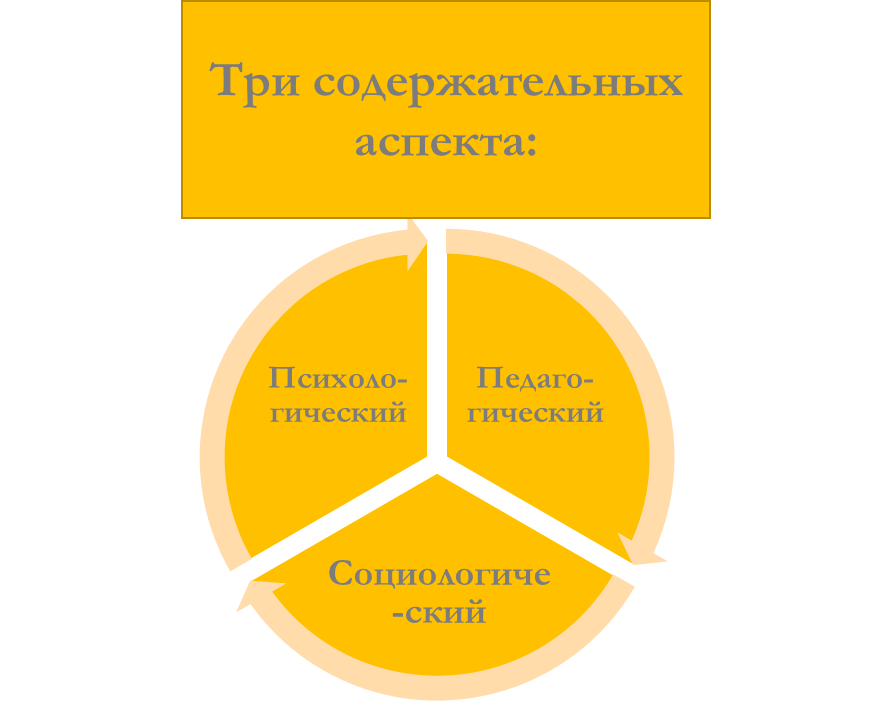 Три содержательных
аспекта:
Психоло-
гический
Педаго-
гический
Социологиче
-ский